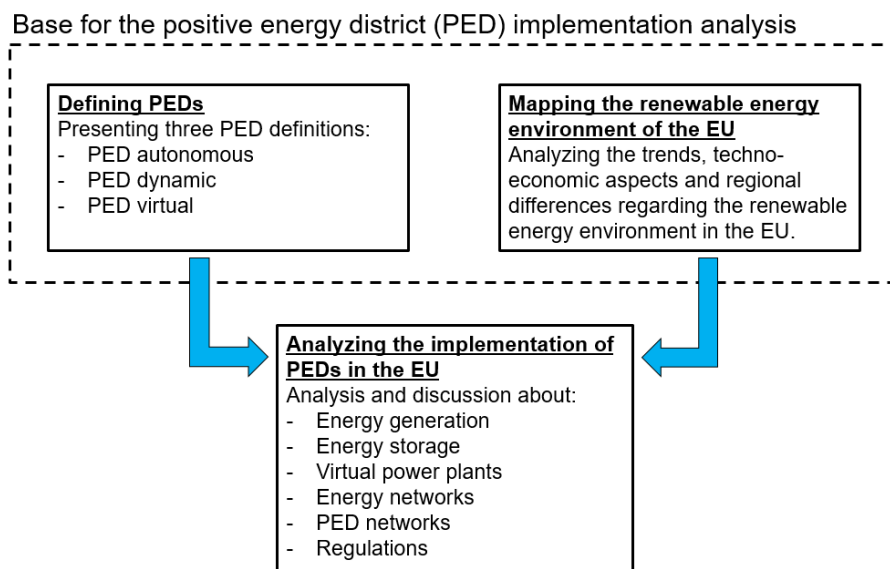 Base for the positive energy district (PED) implementation analysis
Defining PEDs
Presenting three PED definitions:
- PED autonomous
- PED dynamic
- PED virtual
Mapping the renewable energy
environment of the EU
Analyzing the trends, techno-
economic aspects and regional
differences regarding the renewable
energy environment in the EU.
Analyzing the implementation of
PEDs in the EU
Analysis and discussion about:
- Energy generation
- Energy storage
- Virtual power plants
- Energy networks
- PED networks
- Regulations